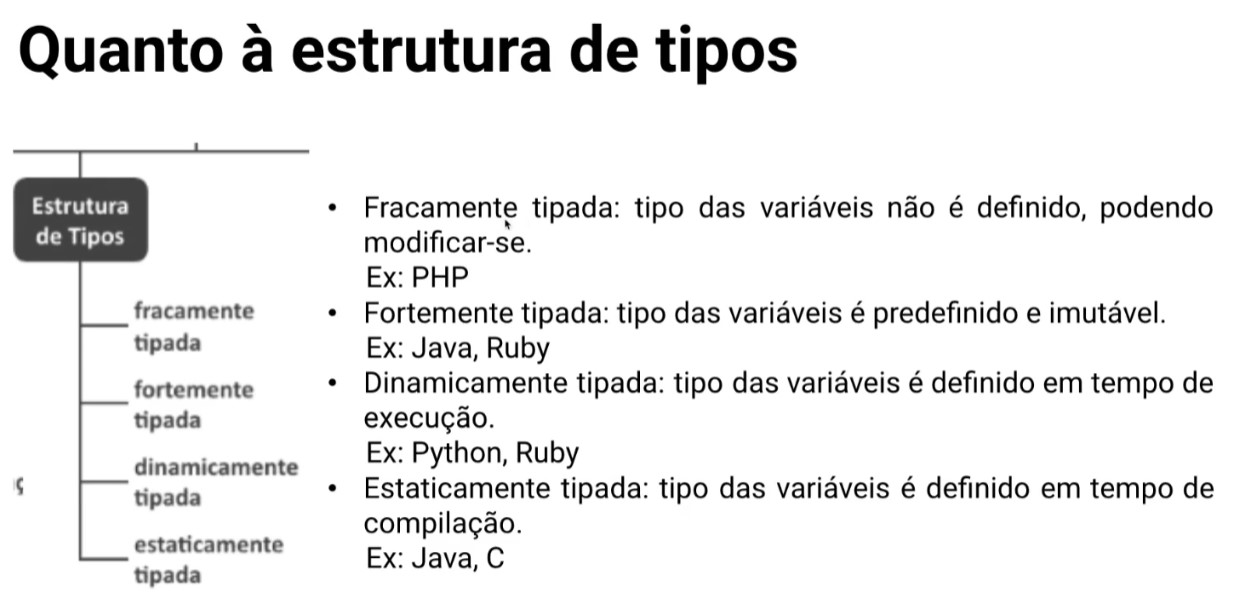 Quanto à estrutura de tipos
Estrutura
de Tipos
fracamente
tipada
fortemente
tipada
dinamicamente
tipada
estaticamente
tipada
ç
• Fracamente tipada: tipo das variáveis não é definido, podendo
modificar-se.
Ex: PHP
• Fortemente tipada: tipo das variáveis é predefinido e imutável.
Ex: Java, Ruby
• Dinamicamente tipada: tipo das variáveis é definido em tempo de
execução.
Ex: Python, Ruby
• Estaticamente tipada: tipo das variáveis é definido em tempo de
compilação.
Ex: Java, C